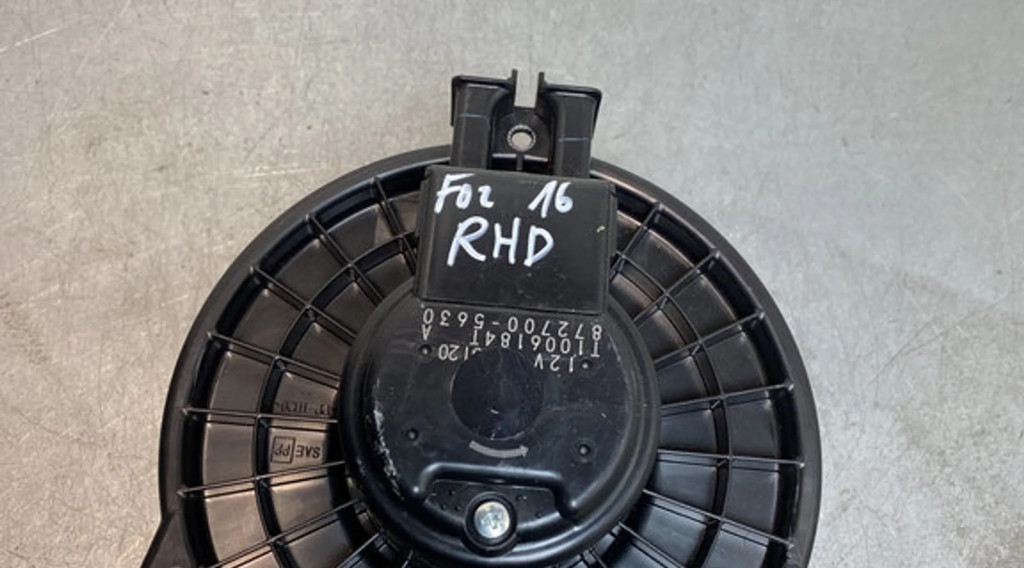 For 16
RHD
872700-5630 A
T1006184T
12V
SAE PP